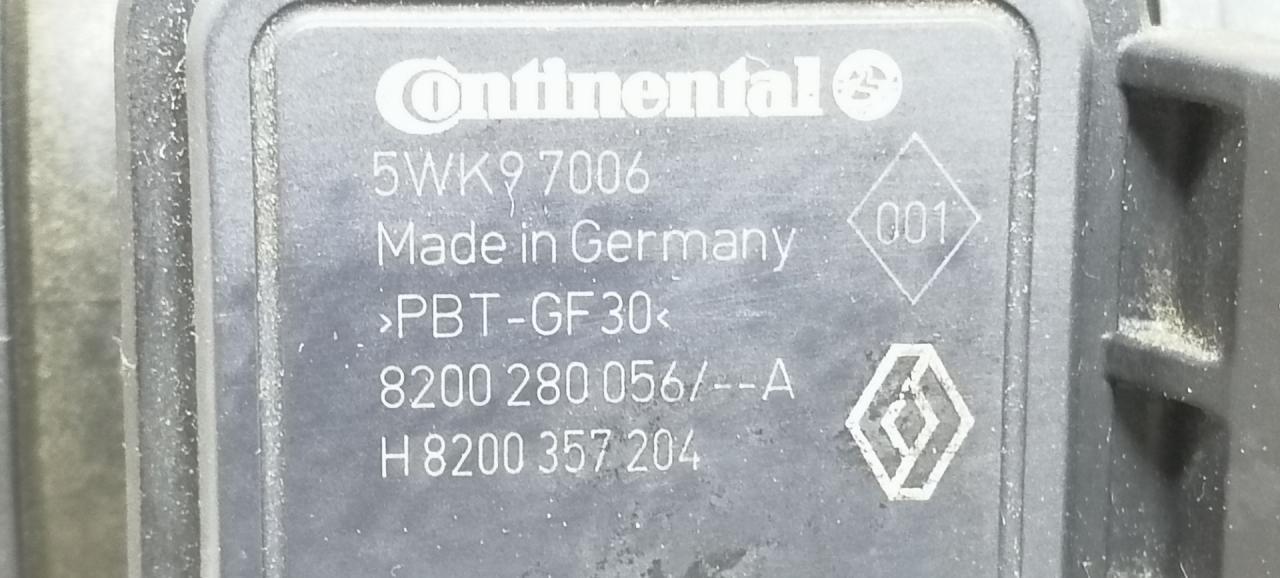 Continental
5WK9 7006
001
Made in Germany
>PBT-GF30<
8200 280 056/--A
H 8200 357 204